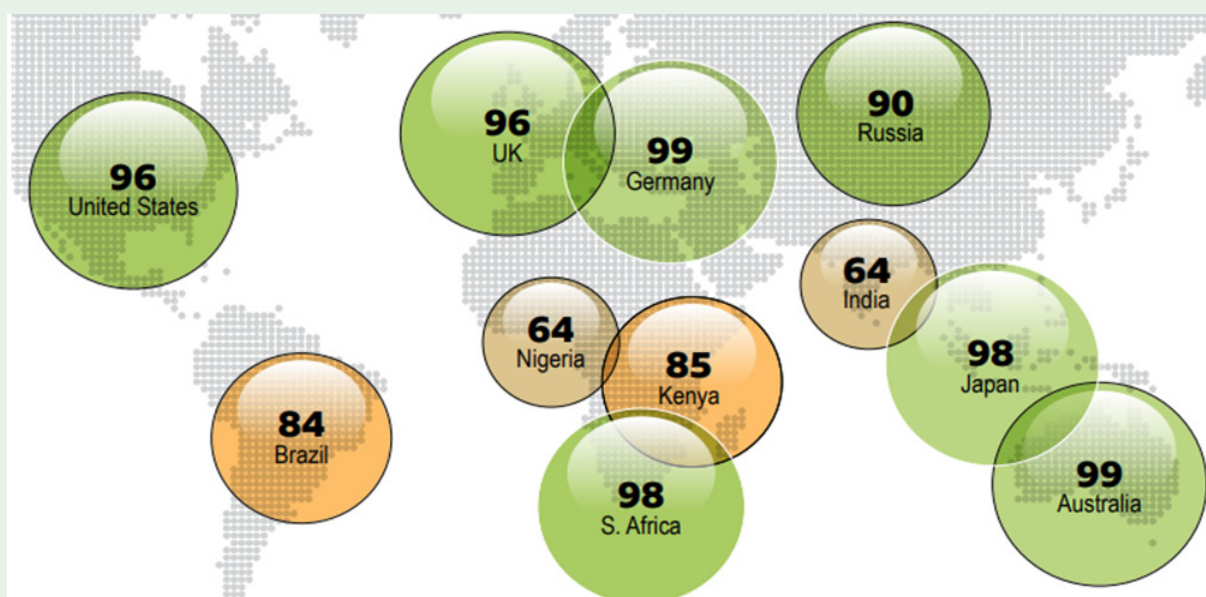 96
United States
96
UK
99
Germany
90
Russia
64
India
64
Nigeria
85
Kenya
98
Japan
84
Brazil
98
S. Africa
99
Australia